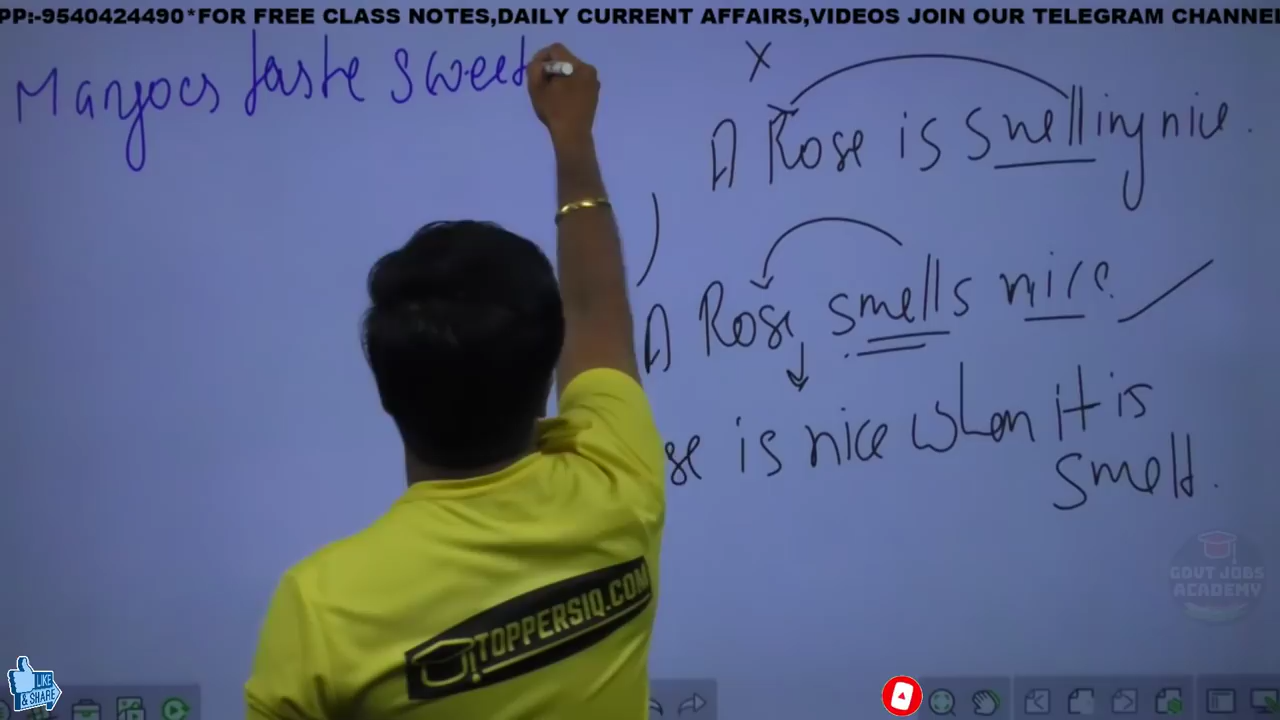 PP:-9540424490*FOR FREE CLASS NOTES,DAILY CURRENT AFFAIRS,VIDEOS JOIN OUR TELEGRAM CHANNEL
Mangoes taste sweet
X
A Rose is smelling nice.
A Rose smells nice.
se is nice when it is
smelt.
TOPPERSIQ.COM
GOVT JOBS
ACADEMY
LIKE
& SHARE